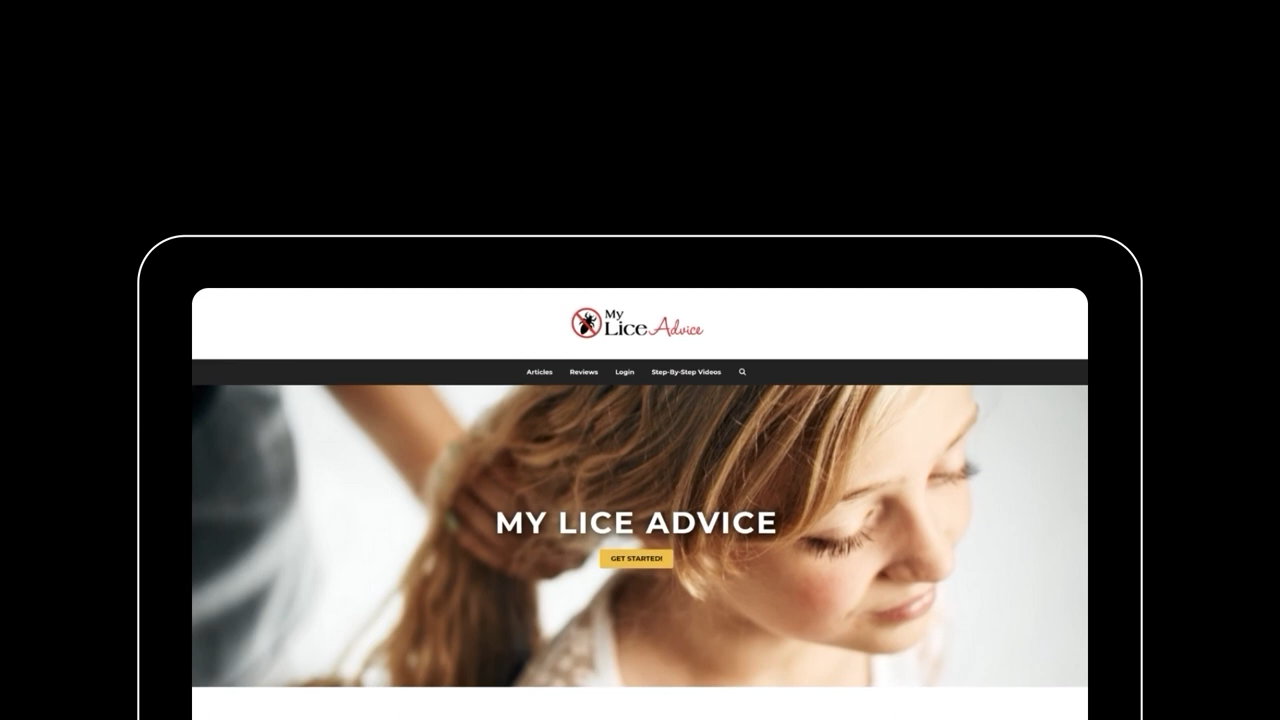 My
Lice Advice
Articles Reviews Login Step-By-Step Videos
MY LICE ADVICE
GET STARTED!